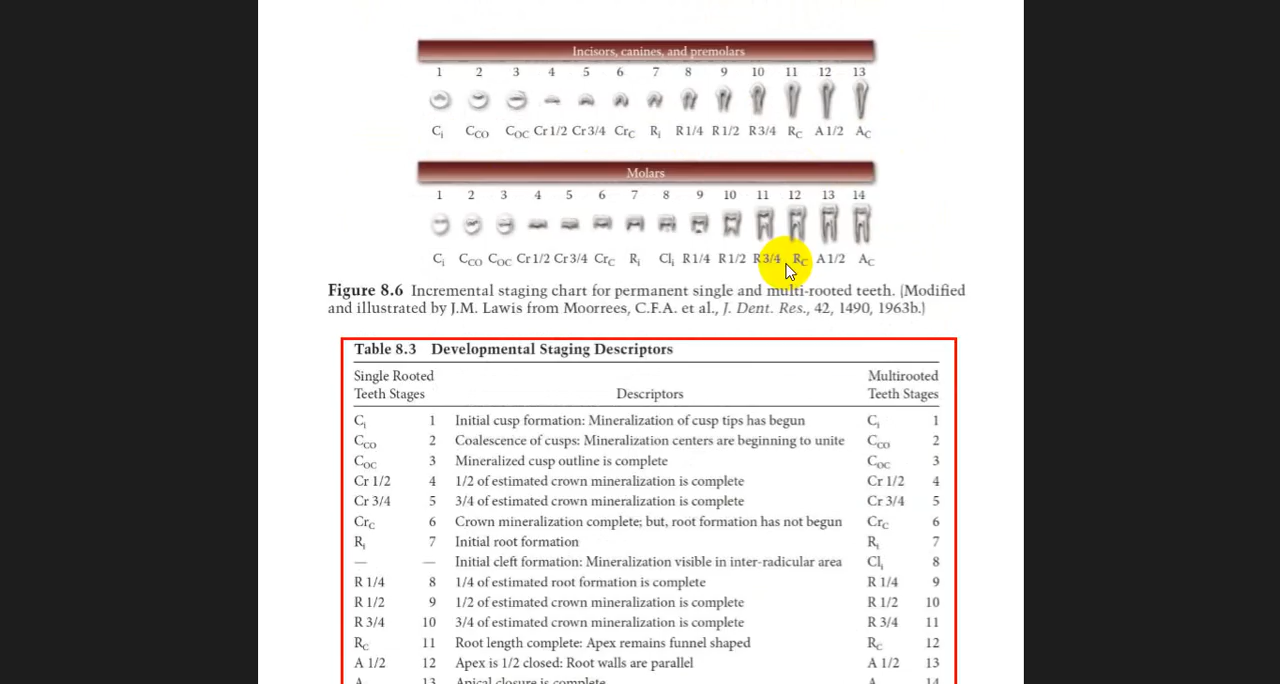 Incisors, canines, and premolars
1 2 3 4 5 6 7 8 9 10 11 12 13
Ci CCO COC Cr 1/2 Cr 3/4 CrC Ri R 1/4 R 1/2 R 3/4 RC A 1/2 AC
Molars
1 2 3 4 5 6 7 8 9 10 11 12 13 14
Ci CCO COC Cr 1/2 Cr 3/4 CrC Ri Cli R 1/4 R 1/2 R 3/4 RC A 1/2 AC
Figure 8.6 Incremental staging chart for permanent single and multi-rooted teeth. (Modified
and illustrated by J.M. Lawis from Moorrees, C.F.A. et al., J. Dent. Res., 42, 1490, 1963b.)
Table 8.3 Developmental Staging Descriptors
Single Rooted Multirooted
Teeth Stages Descriptors Teeth Stages
Ci 1 Initial cusp formation: Mineralization of cusp tips has begun Ci 1
CCO 2 Coalescence of cusps: Mineralization centers are beginning to unite CCO 2
COC 3 Mineralized cusp outline is complete COC 3
Cr 1/2 4 1/2 of estimated crown mineralization is complete Cr 1/2 4
Cr 3/4 5 3/4 of estimated crown mineralization is complete Cr 3/4 5
CrC 6 Crown mineralization complete; but, root formation has not begun CrC 6
Ri 7 Initial root formation Ri 7
— — Initial cleft formation: Mineralization visible in inter-radicular area Cli 8
R 1/4 8 1/4 of estimated root formation is complete R 1/4 9
R 1/2 9 1/2 of estimated crown mineralization is complete R 1/2 10
R 3/4 10 3/4 of estimated crown mineralization is complete R 3/4 11
RC 11 Root length complete: Apex remains funnel shaped RC 12
A 1/2 12 Apex is 1/2 closed: Root walls are parallel A 1/2 13
A 13 Apical closure is complete A 14